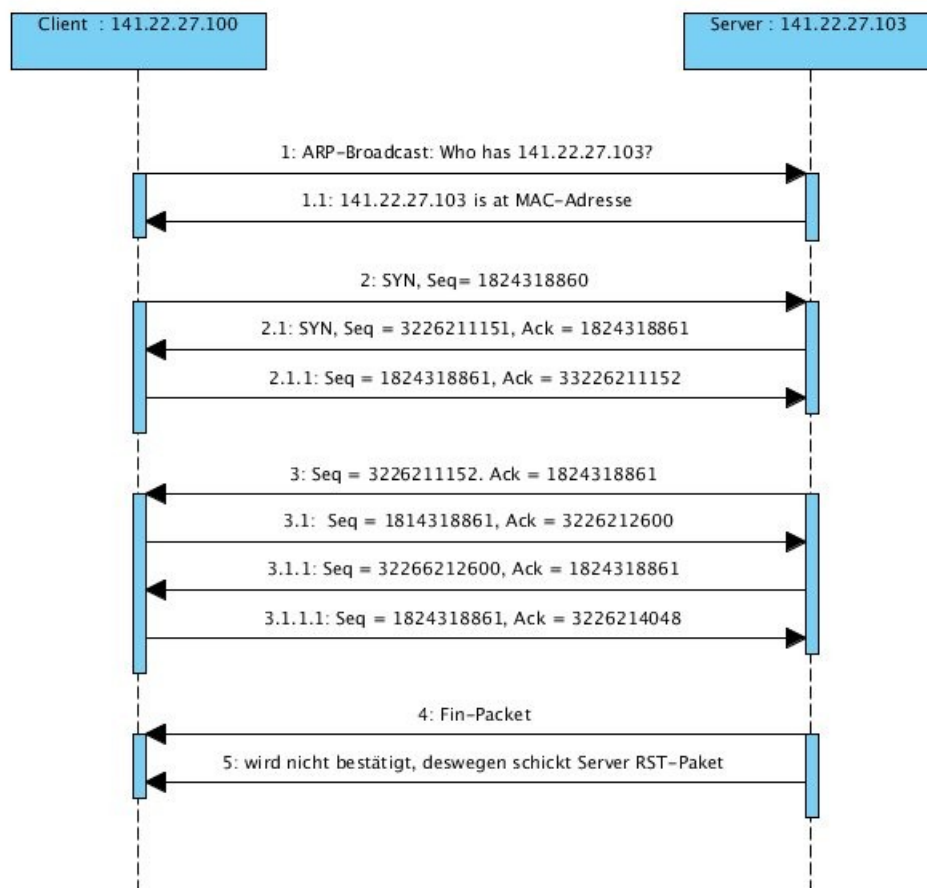 Client : 141.22.27.100
Server : 141.22.27.103
1: ARP-Broadcast: Who has 141.22.27.103?
1.1: 141.22.27.103 is at MAC-Adresse
2: SYN, Seq= 1824318860
2.1: SYN, Seq = 3226211151, Ack = 1824318861
2.1.1: Seq = 1824318861, Ack = 33226211152
3: Seq = 3226211152. Ack = 1824318861
3.1: Seq = 1814318861, Ack = 3226212600
3.1.1: Seq = 32266212600, Ack = 1824318861
3.1.1.1: Seq = 1824318861, Ack = 3226214048
4: Fin-Packet
5: wird nicht bestätigt, deswegen schickt Server RST-Paket